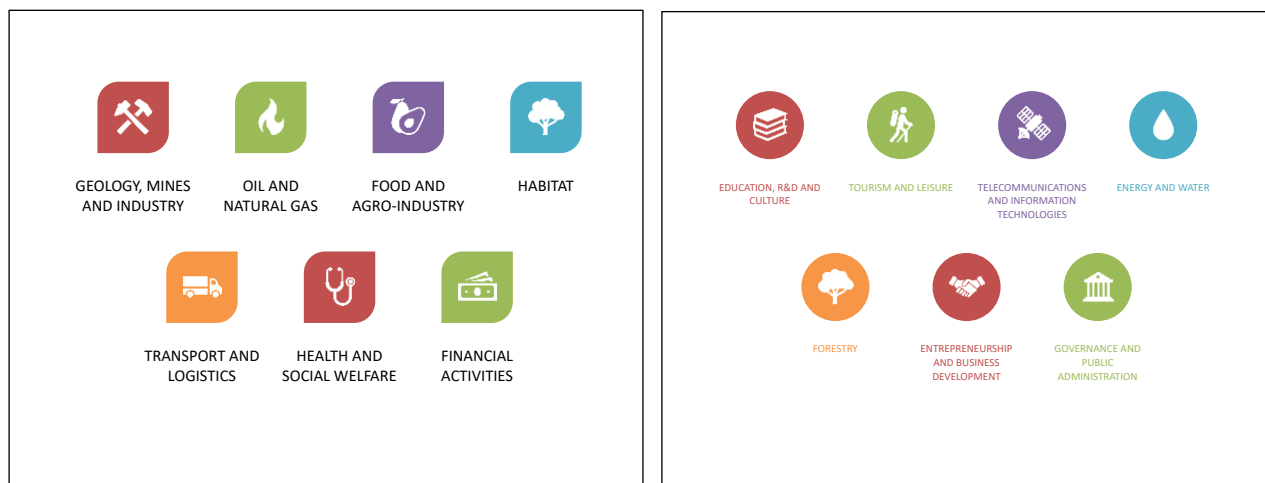 GEOLOGY, MINES
AND INDUSTRY
OIL AND
NATURAL GAS
FOOD AND
AGRO-INDUSTRY
HABITAT
TRANSPORT AND
LOGISTICS
HEALTH AND
SOCIAL WELFARE
FINANCIAL
ACTIVITIES
EDUCATION, R&D AND
CULTURE
TOURISM AND LEISURE
TELECOMMUNICATIONS
AND INFORMATION
TECHNOLOGIES
ENERGY AND WATER
FORESTRY
ENTREPRENEURSHIP
AND BUSINESS
DEVELOPMENT
GOVERNANCE AND
PUBLIC
ADMINISTRATION